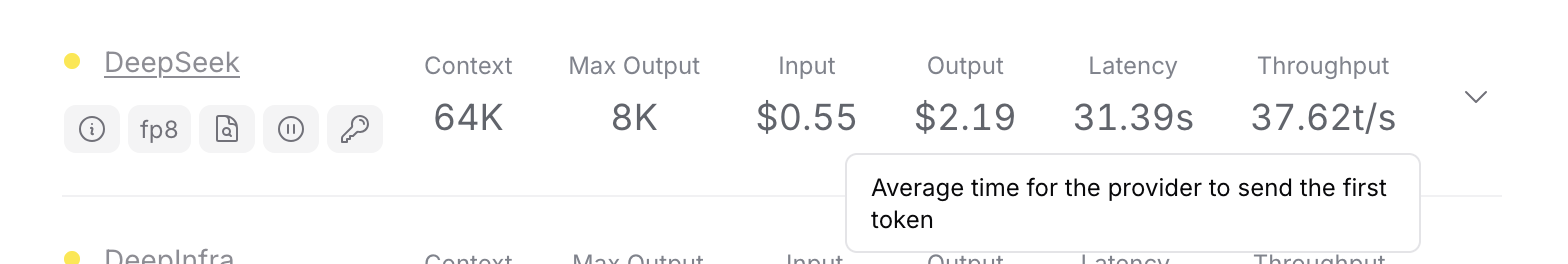 DeepSeek
Context Max Output Input Output Latency Throughput
fp8 64K 8K $0.55 $2.19 31.39s 37.62t/s
Average time for the provider to send the first
token
DeepInfra
Context Max Output Input Output Latency Throughput